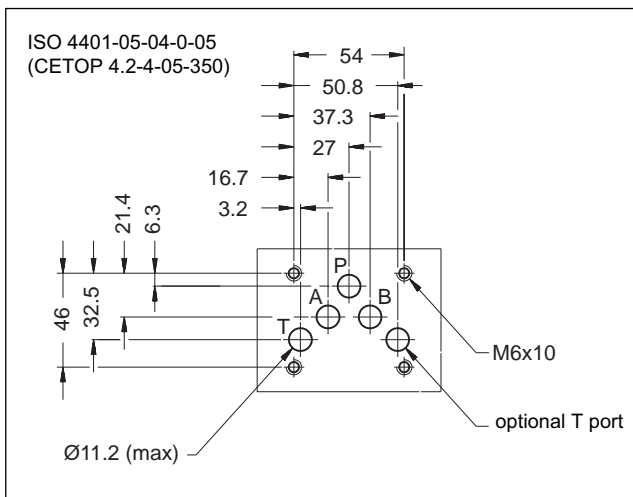 ISO 4401-05-04-0-05
(CETOP 4.2-4-05-350)
54
50.8
37.3
27
16.7
3.2
21.4
6.3
46
32.5
P
A
B
T
M6x10
optional T port
Ø11.2 (max)